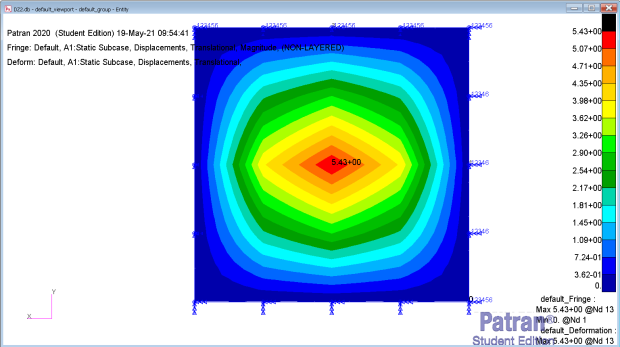 D22.db - default_viewport - default_group - Entity
Patran 2020 (Student Edition) 19-May-21 09:54:41
Fringe: Default, A1:Static Subcase, Displacements, Translational, Magnitude, (NON-LAYERED)
Deform: Default, A1:Static Subcase, Displacements, Translational,
5.43+00
5.07+00
4.71+00
4.35+00
3.98+00
3.62+00
3.26+00
2.90+00
2.54+00
2.17+00
1.81+00
1.45+00
1.09+00
7.24-01
3.62-01
0.
5.43+00
Y
X
default_Fringe :
Max 5.43+00 @Nd 13
Min 0. @Nd 1
default_Deformation :
Max 5.43+00 @Nd 13
Patran
Student Edition